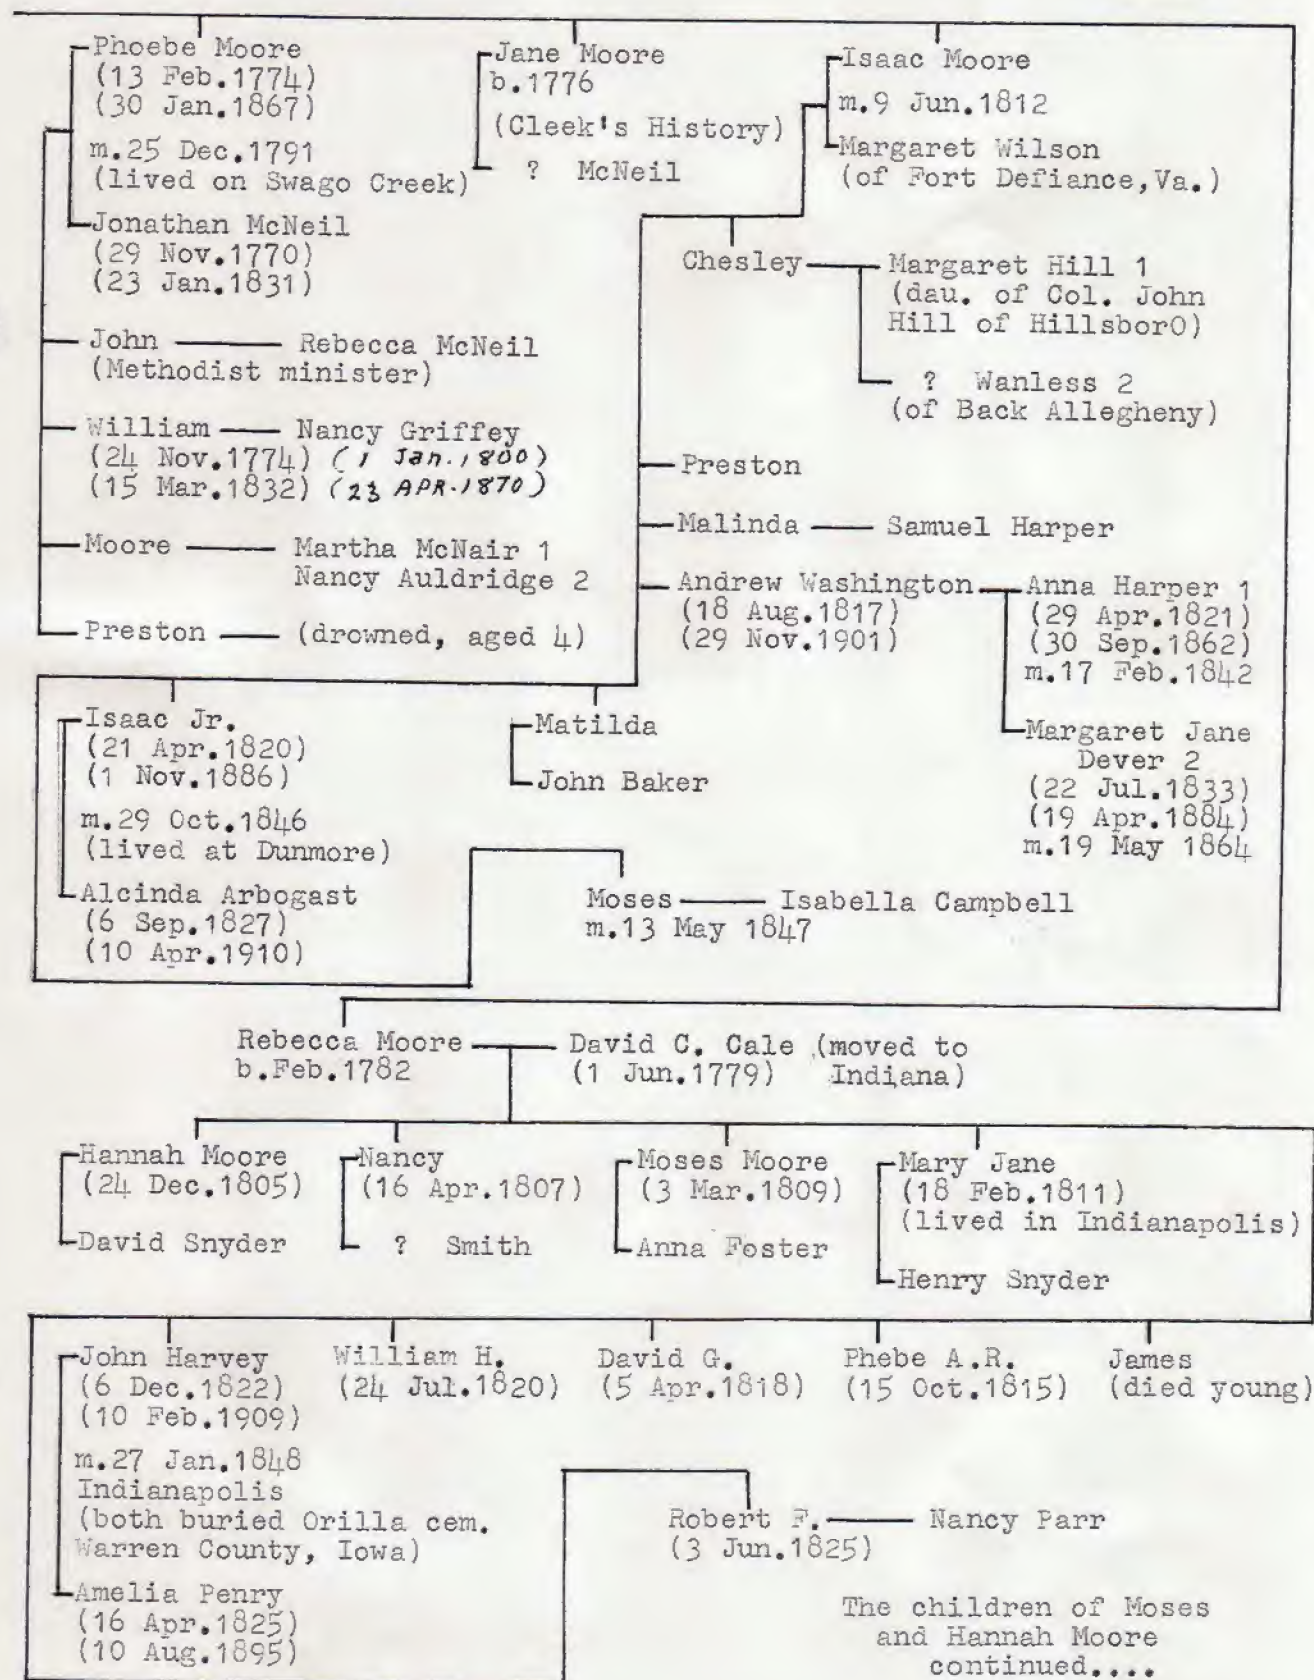 Phoebe Moore
(13 Feb.1774)
(30 Jan.1867)
m.25 Dec.1791
(lived on Swago Creek)
Jonathan McNeil
(29 Nov.1770)
(23 Jan.1831)
John Rebecca McNeil
(Methodist minister)
William Nancy Griffey
(24 Nov.1774) (1 Jan.1800)
(15 Mar.1832) (23 APR.1870)
Moore Martha McNair 1
Nancy Auldridge 2
Preston (drowned, aged 4)
Jane Moore
b.1776
(Cleek's History)
? McNeil
Isaac Moore
m.9 Jun.1812
Margaret Wilson
(of Fort Defiance,Va.)
Chesley Margaret Hill 1
(dau. of Col. John
Hill of HillsborO)
? Wanless 2
(of Back Allegheny)
Preston
Malinda Samuel Harper
Andrew Washington Anna Harper 1
(18 Aug.1817) (29 Apr.1821)
(29 Nov.1901) (30 Sep.1862)
m.17 Feb.1842
Margaret Jane
Dever 2
(22 Jul.1833)
(19 Apr.1884)
m.19 May 1864
Isaac Jr.
(21 Apr.1820)
(1 Nov.1886)
m.29 Oct.1846
(lived at Dunmore)
Alcinda Arbogast
(6 Sep.1827)
(10 Apr.1910)
Matilda
John Baker
Moses Isabella Campbell
m.13 May 1847
Rebecca Moore David C. Cale (moved to
b.Feb.1782 (1 Jun.1779) Indiana)
Hannah Moore
(24 Dec.1805)
David Snyder
Nancy
(16 Apr.1807)
? Smith
Moses Moore
(3 Mar.1809)
Anna Foster
Mary Jane
(18 Feb.1811)
(lived in Indianapolis)
Henry Snyder
John Harvey
(6 Dec.1822)
(10 Feb.1909)
m.27 Jan.1848
Indianapolis
(both buried Orilla cem.
Warren County, Iowa)
Amelia Penry
(16 Apr.1825)
(10 Aug.1895)
William H.
(24 Jul.1820)
David G.
(5 Apr.1818)
Phebe A.R.
(15 Oct.1815)
James
(died young)
Robert F. Nancy Parr
(3 Jun.1825)
The children of Moses
and Hannah Moore
continued....